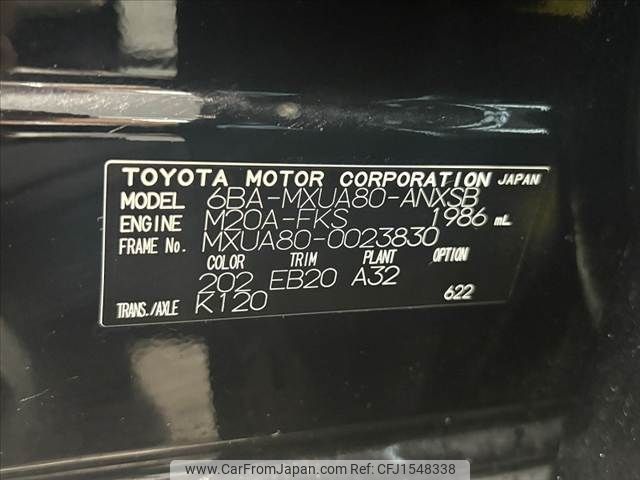 TOYOTA MOTOR CORPORATION JAPAN
MODEL 6BA-MXUA80-ANXSB
ENGINE M20A-FKS 1986 mL
FRAME No. MXUA80-0023830
COLOR TRIM PLANT OPTION
202 EB20 A32
TRANS./AXLE K120 622
www.CarFromJapan.com Ref No. CFJ1548338